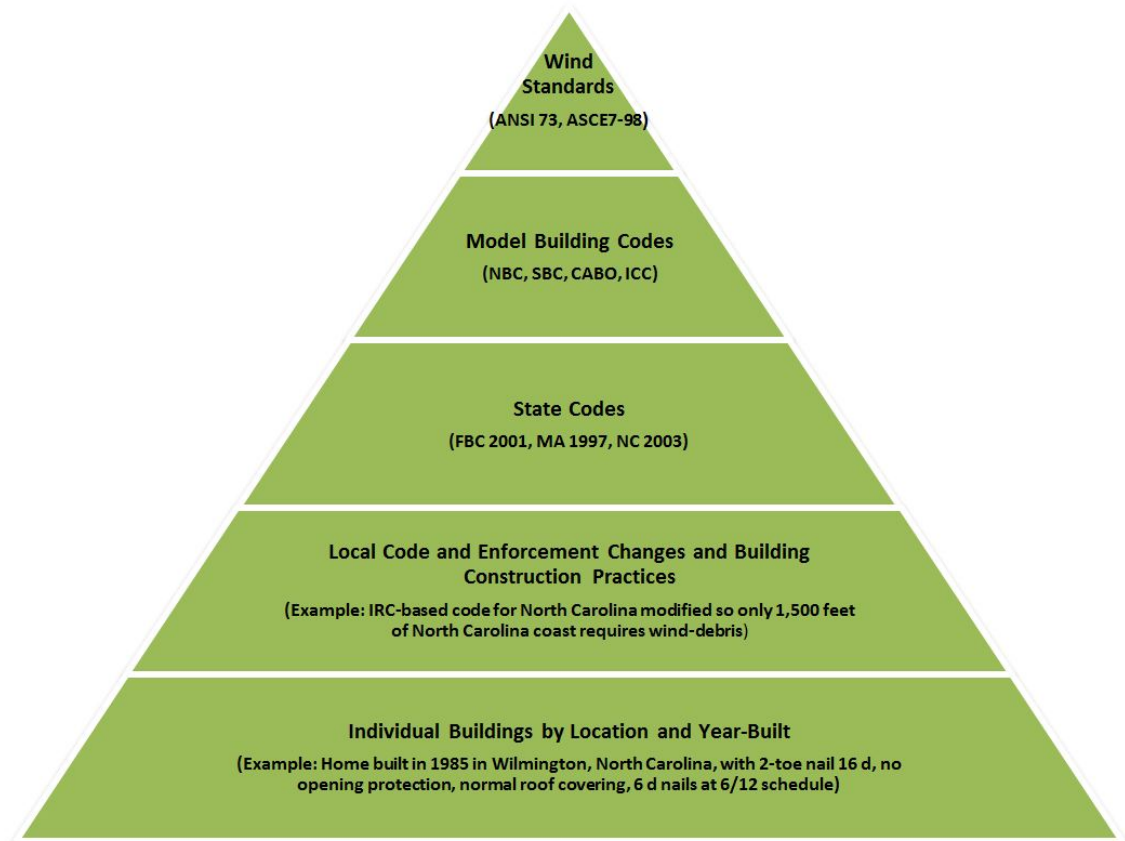 Wind
Standards
(ANSI 73, ASCE7-98)
Model Building Codes
(NBC, SBC, CABO, ICC)
State Codes
(FBC 2001, MA 1997, NC 2003)
Local Code and Enforcement Changes and Building
Construction Practices
(Example: IRC-based code for North Carolina modified so only 1,500 feet
of North Carolina coast requires wind-debris)
Individual Buildings by Location and Year-Built
(Example: Home built in 1985 in Wilmington, North Carolina, with 2-toe nail 16 d, no
opening protection, normal roof covering, 6 d nails at 6/12 schedule)